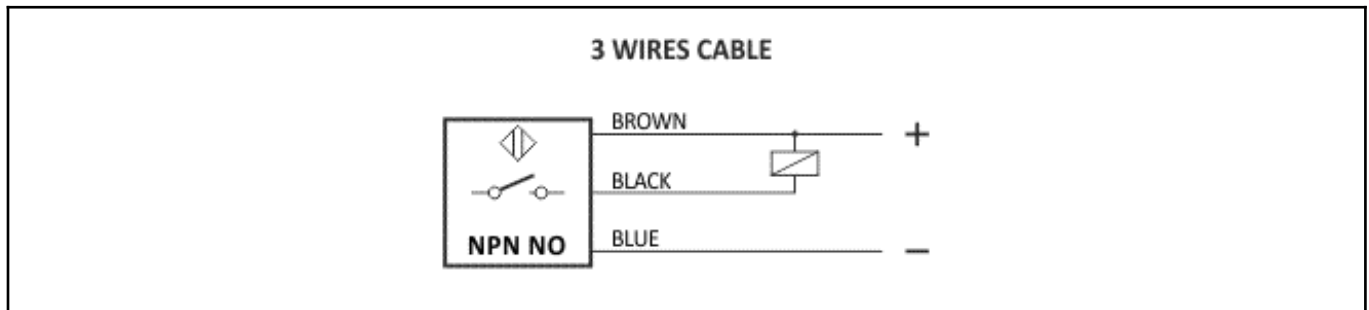 3 WIRES CABLE
BROWN
+
BLACK
NPN NO
BLUE
−